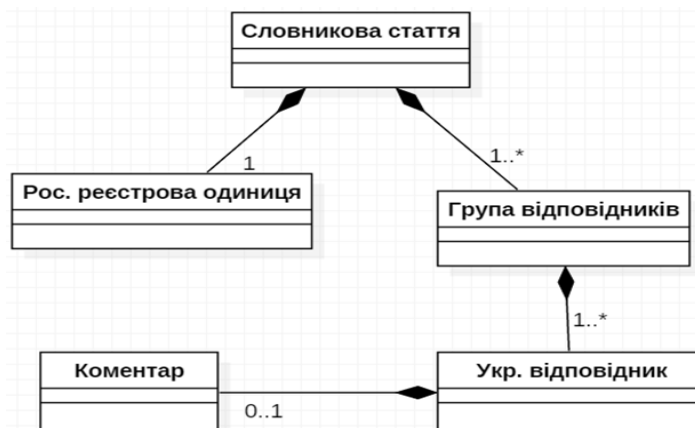 Словникова стаття
1
1..*
Рос. реєстрова одиниця
Група відповідників
1..*
Коментар
Укр. відповідник
0..1